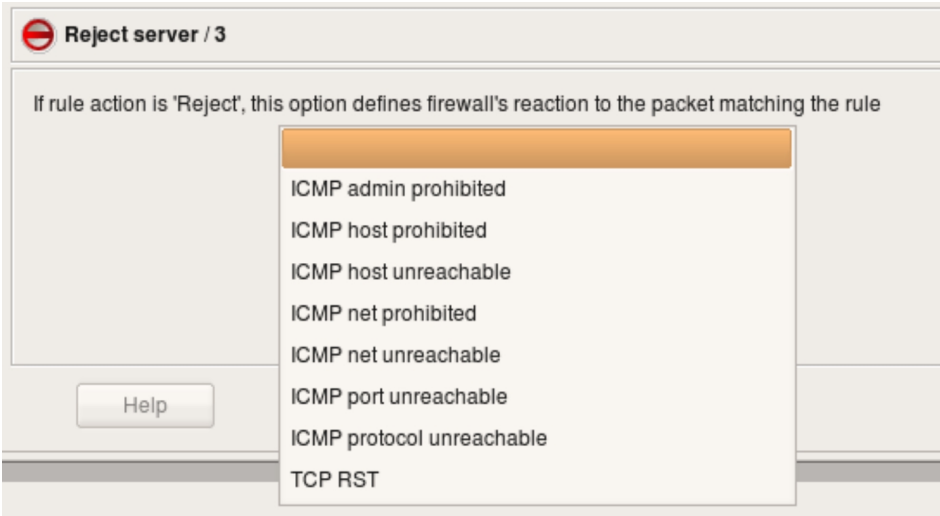 Reject server / 3
If rule action is 'Reject', this option defines firewall's reaction to the packet matching the rule
ICMP admin prohibited
ICMP host prohibited
ICMP host unreachable
ICMP net prohibited
ICMP net unreachable
ICMP port unreachable
Help
ICMP protocol unreachable
TCP RST